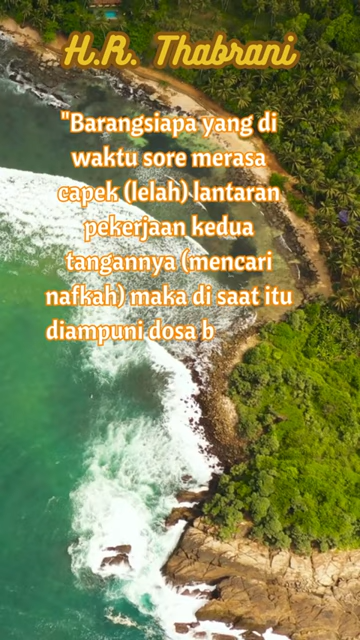 H.R. Thabrani
"Barangsiapa yang di
waktu sore merasa
capek (lelah) lantaran
pekerjaan kedua
tangannya (mencari
nafkah) maka di saat itu
diampuni dosa b